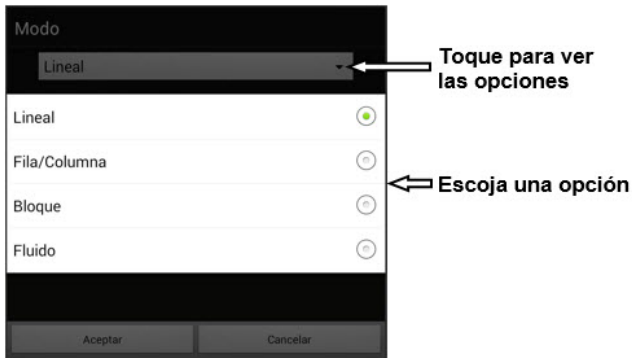 Modo
Lineal
Toque para ver
las opciones
Lineal
Fila/Columna
Escoja una opción
Bloque
Fluido
Aceptar
Cancelar